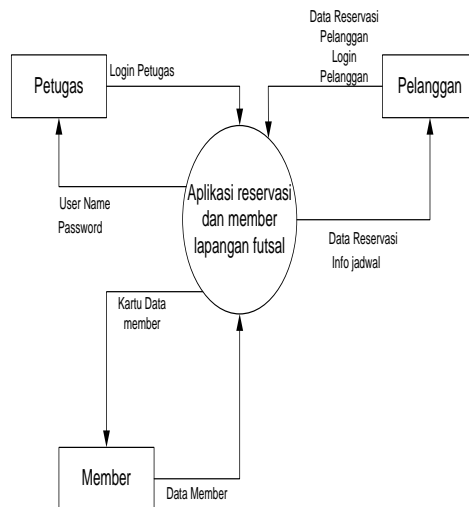 Data Reservasi
Pelanggan
Login
Pelanggan
Login Petugas
Petugas
Pelanggan
Aplikasi reservasi
dan member
lapangan futsal
User Name
Password
Data Reservasi
Info jadwal
Kartu Data
member
Member
Data Member